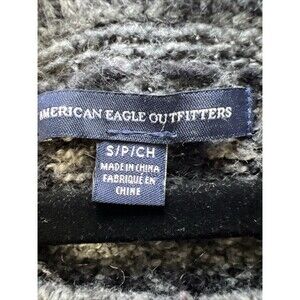 AMERICAN EAGLE OUTFITTERS
S/P/CH
MADE IN CHINA
FABRIQUÉ EN
CHINE